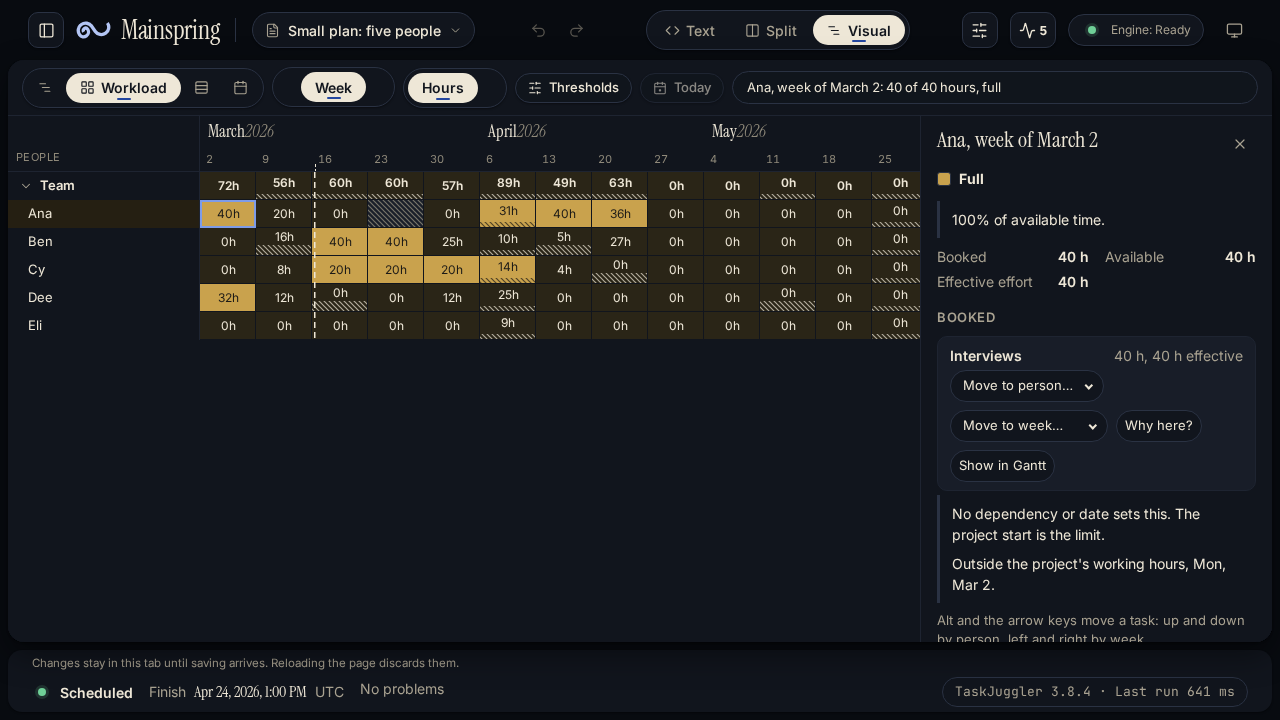 Mainspring
Small plan: five people
Text
Split
Visual
5
Engine: Ready
Workload
Week
Hours
Thresholds
Today
Ana, week of March 2: 40 of 40 hours, full
March 2026
April 2026
May 2026
PEOPLE
2 9 16 23 30 6 13 20 27 4 11 18 25
Team 72h 56h 60h 60h 57h 89h 49h 63h 0h 0h 0h 0h 0h
Ana 40h 20h 0h 0h 31h 40h 36h 0h 0h 0h 0h 0h
Ben 0h 16h 40h 40h 25h 10h 5h 27h 0h 0h 0h 0h 0h
Cy 0h 8h 20h 20h 20h 14h 4h 0h 0h 0h 0h 0h 0h
Dee 32h 12h 0h 0h 12h 25h 0h 0h 0h 0h 0h 0h 0h
Eli 0h 0h 0h 0h 0h 9h 0h 0h 0h 0h 0h 0h 0h
Ana, week of March 2
Full
100% of available time.
Booked 40 h Available 40 h
Effective effort 40 h
BOOKED
Interviews 40 h, 40 h effective
Move to person...
Move to week...
Why here?
Show in Gantt
No dependency or date sets this. The
project start is the limit.
Outside the project's working hours, Mon,
Mar 2.
Alt and the arrow keys move a task: up and down
by person, left and right by week.
Changes stay in this tab until saving arrives. Reloading the page discards them.
Scheduled Finish Apr 24, 2026, 1:00 PM UTC No problems
TaskJuggler 3.8.4 · Last run 641 ms